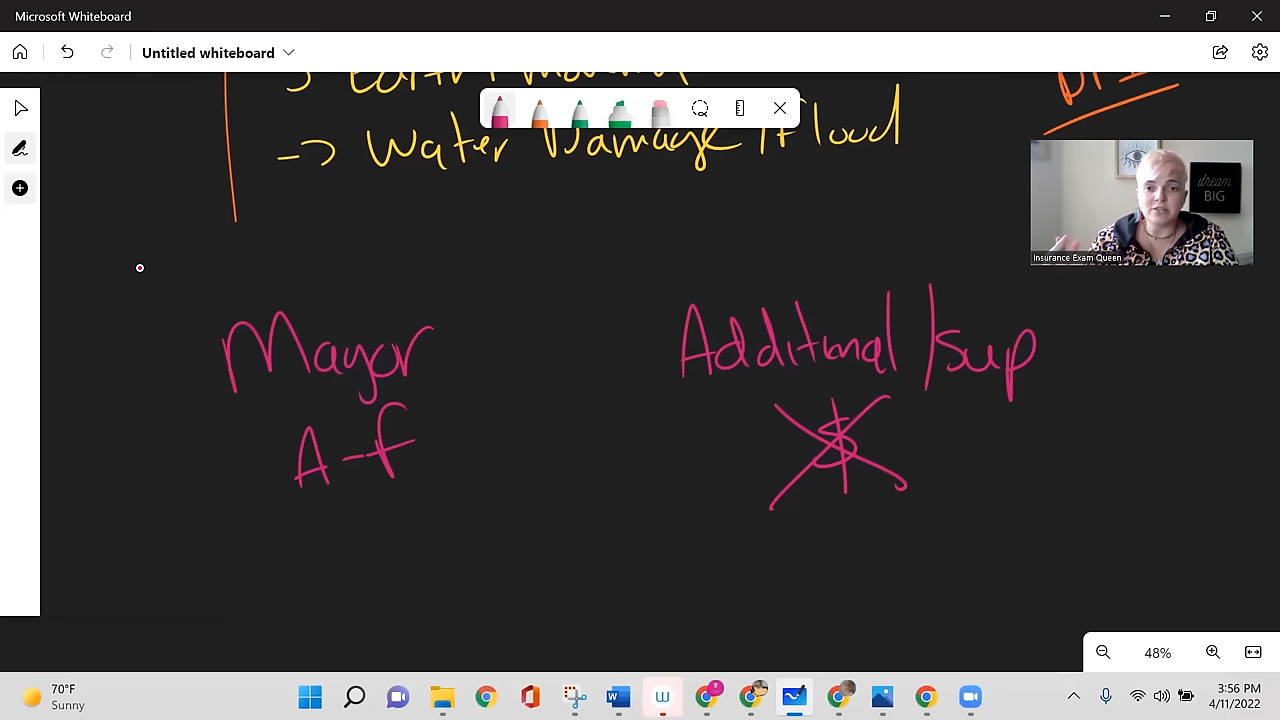 Microsoft Whiteboard
Untitled whiteboard
→ Water Damage / Flood
dream
BIG
Insurance Exam Queen
Mayor
Additional /sup
A-f
$
48%
70°F
Sunny
3:56 PM
4/11/2022